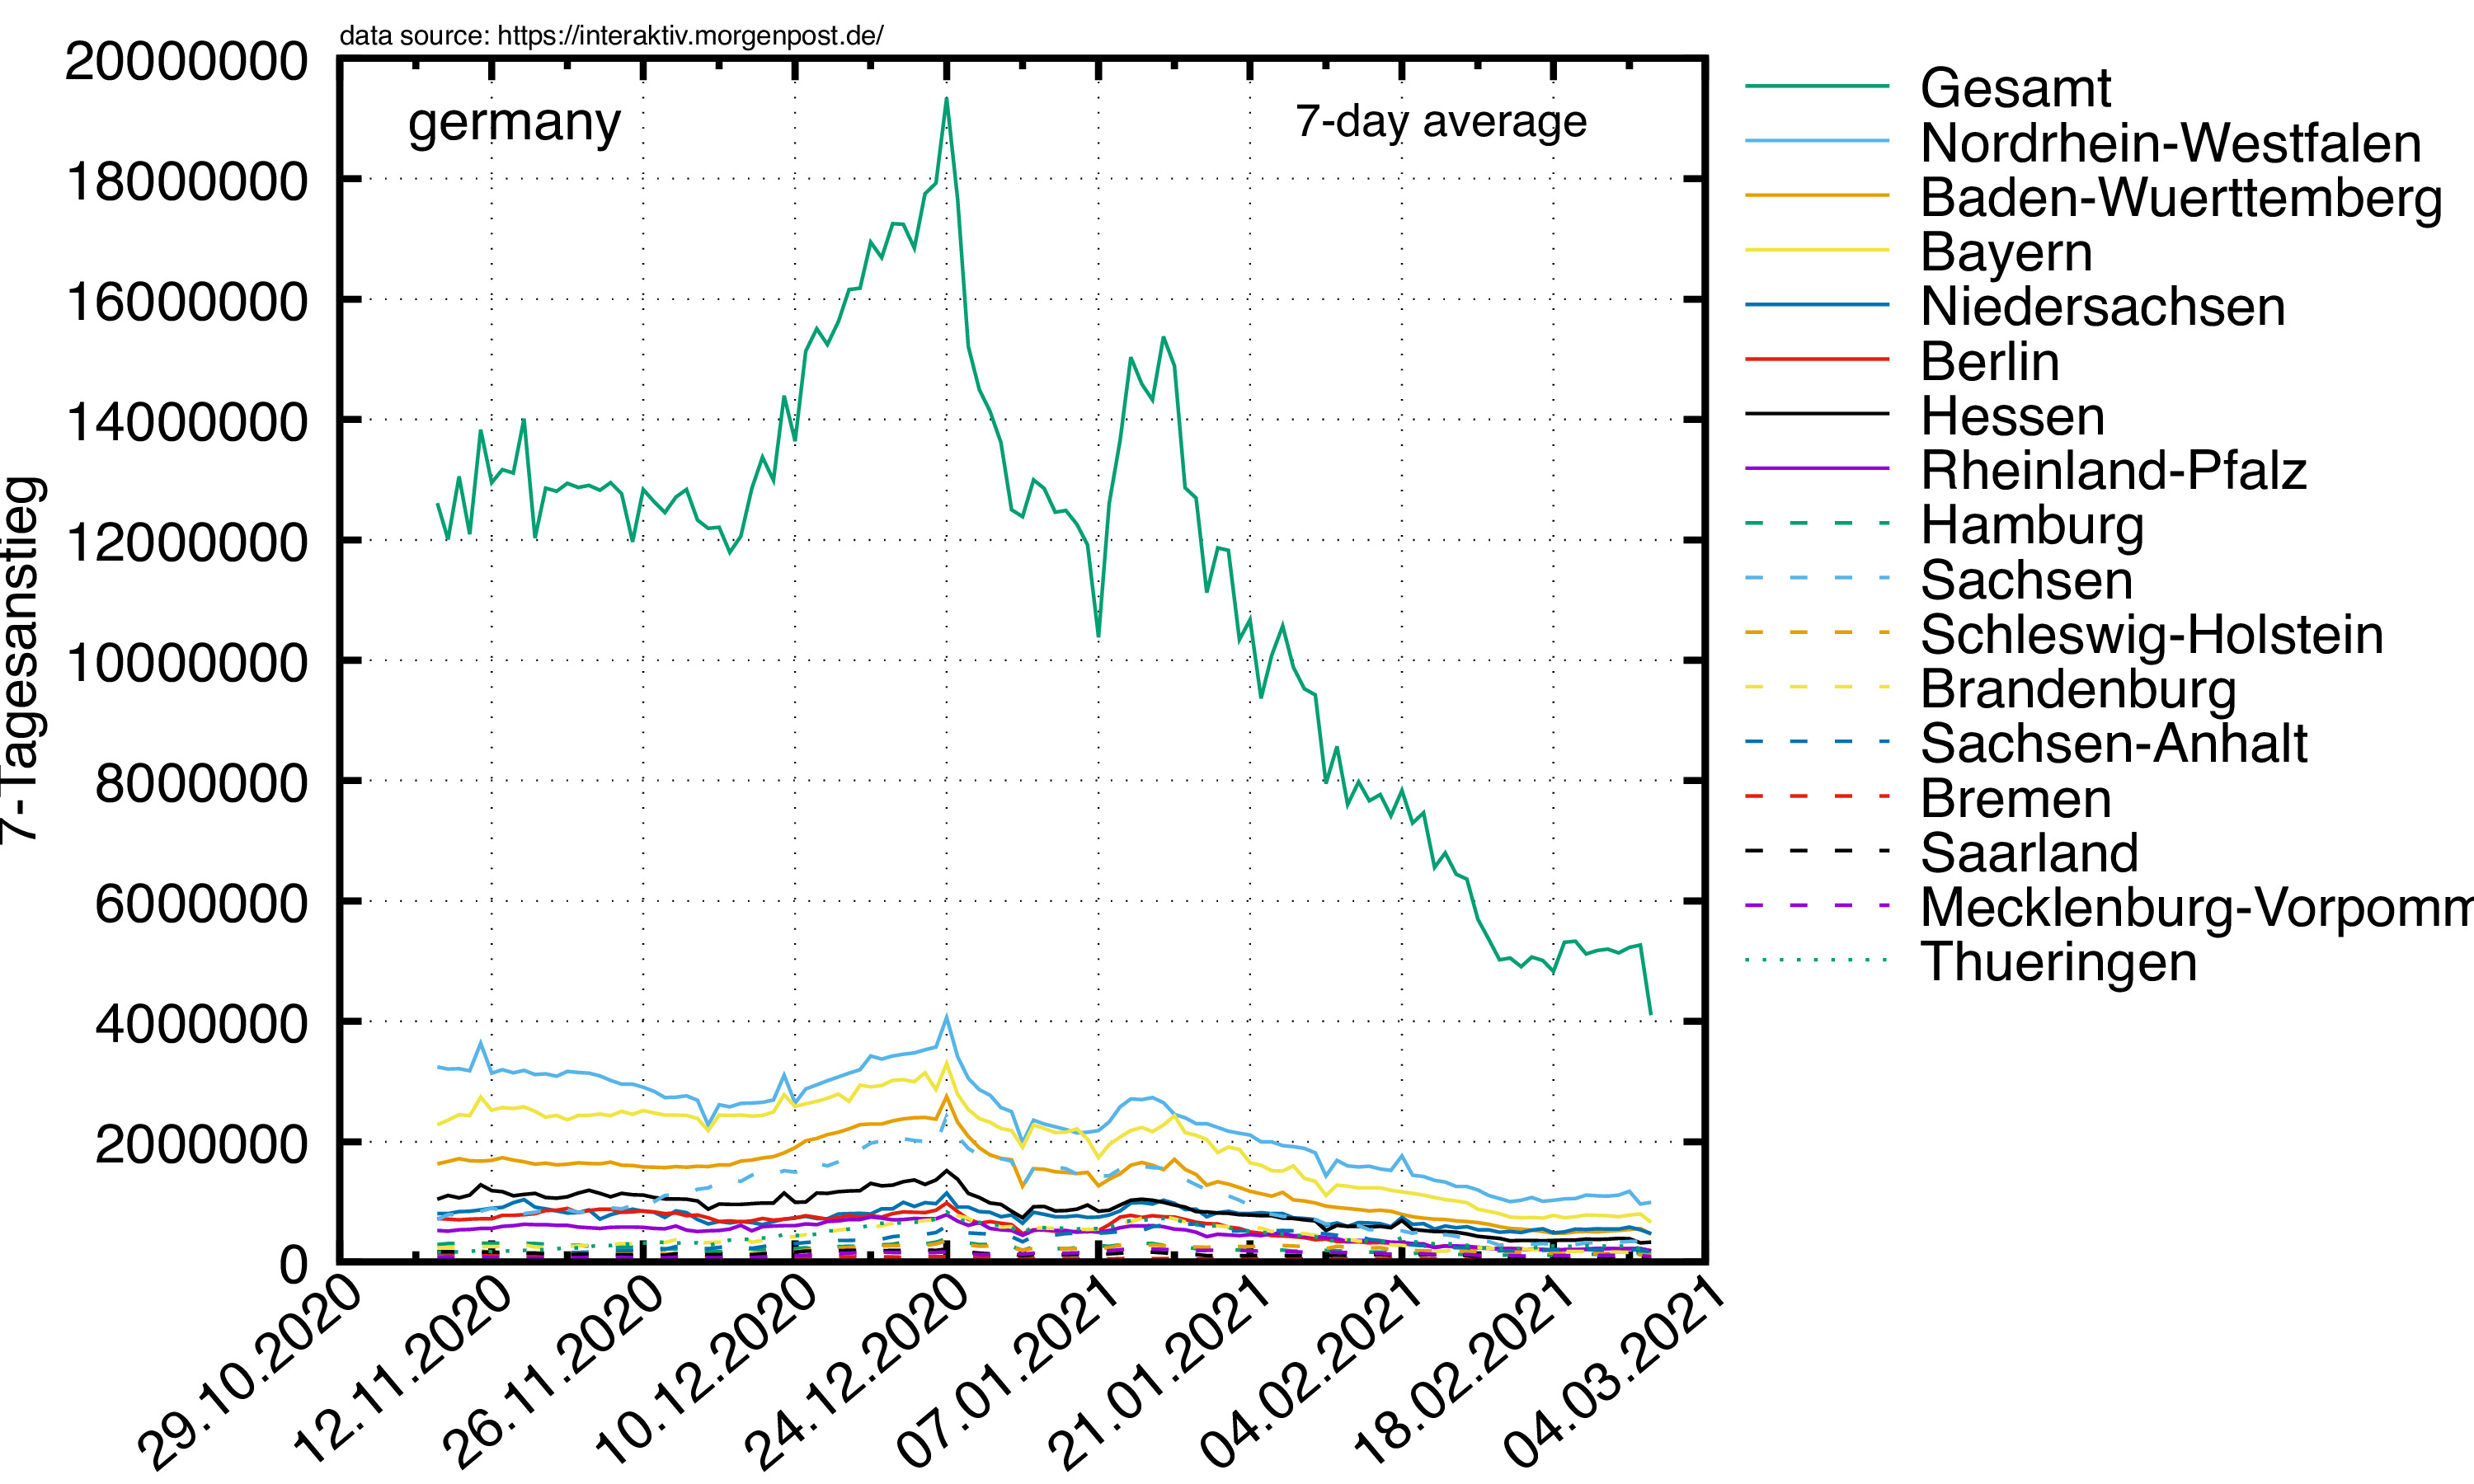 data source: https://interaktiv.morgenpost.de/
germany
7-day average
7-Tagesanstieg
20000000
18000000
16000000
14000000
12000000
10000000
8000000
6000000
4000000
2000000
0
29.10.2020
12.11.2020
26.11.2020
10.12.2020
24.12.2020
07.01.2021
21.01.2021
04.02.2021
18.02.2021
04.03.2021
Gesamt
Nordrhein-Westfalen
Baden-Wuerttemberg
Bayern
Niedersachsen
Berlin
Hessen
Rheinland-Pfalz
Hamburg
Sachsen
Schleswig-Holstein
Brandenburg
Sachsen-Anhalt
Bremen
Saarland
Mecklenburg-Vorpomm
Thueringen